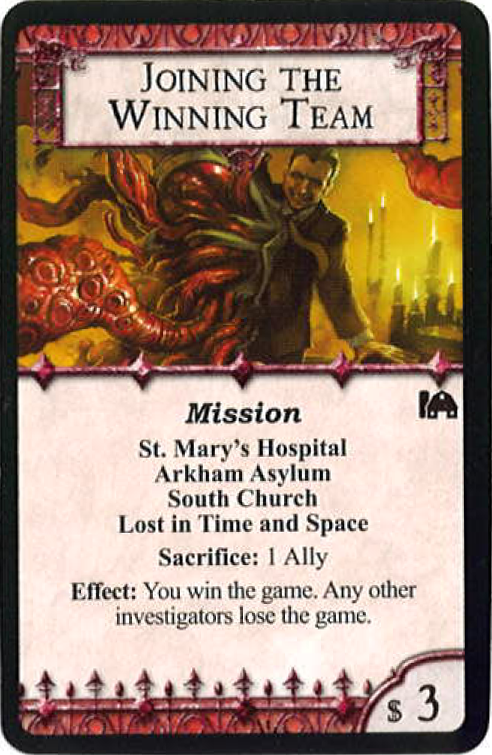 JOINING THE
WINNING TEAM
Mission
St. Mary's Hospital
Arkham Asylum
South Church
Lost in Time and Space
Sacrifice: 1 Ally
Effect: You win the game. Any other
investigators lose the game.
$ 3